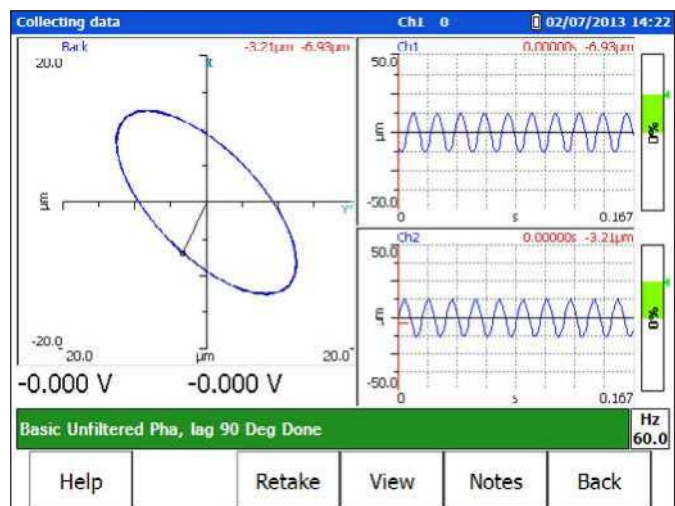 Collecting data Ch1 0 02/07/2013 14:22
Back -3.21µm -6.93µm
20.0 X
µm Y
-20.0
20.0 µm 20.0
-0.000 V -0.000 V
Ch1 0.00000s -6.93µm
50.0
µm
-50.0
0 s 0.167
0%
Ch2 0.00000s -3.21µm
50.0
µm
-50.0
0 s 0.167
0%
Basic Unfiltered Pha, lag 90 Deg Done
Hz
60.0
Help Retake View Notes Back